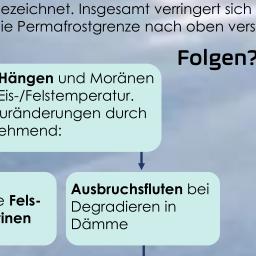 ezeichnet. Insgesamt verringert sich
ie Permafrostgrenze nach oben vers
Folgen?
Hängen und Moränen
Eis-/Felstemperatur.
uränderungen durch
ehmend:
e Fels-
inen
Ausbruchsfluten bei
Degradieren in
Dämme